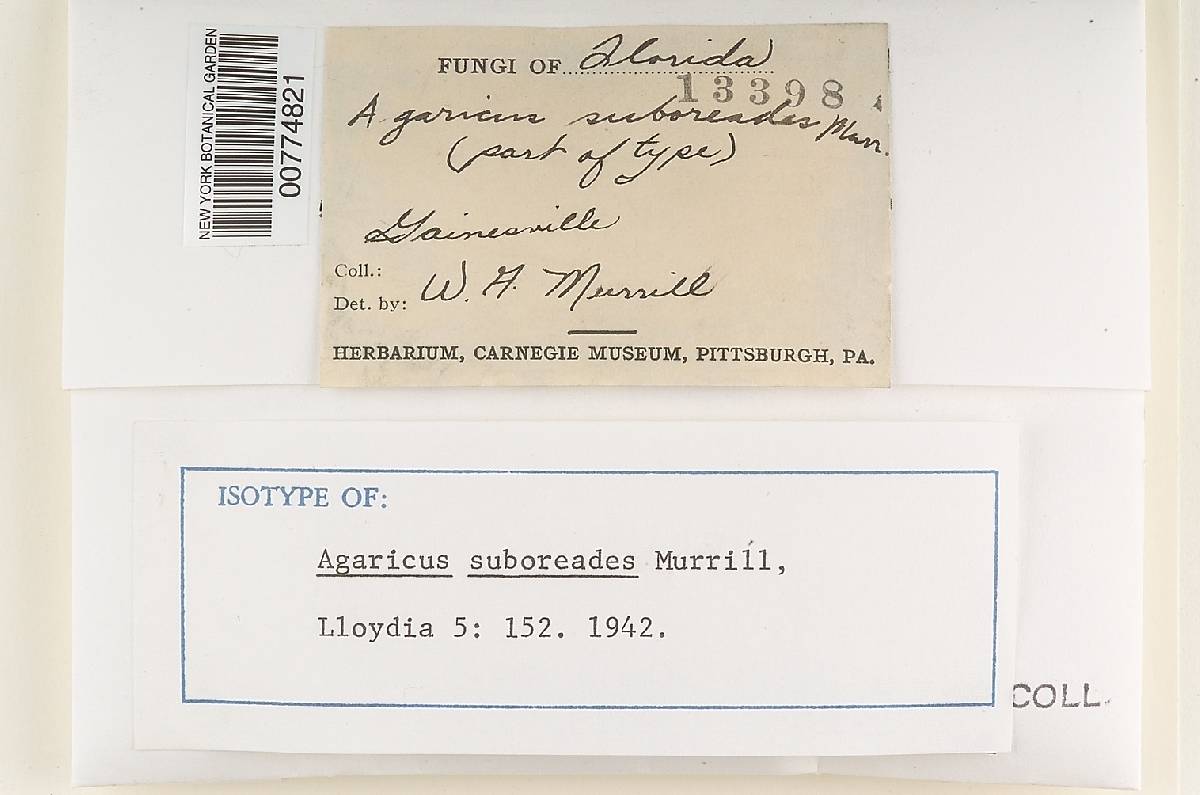 NEW YORK BOTANICAL GARDEN
00774821
FUNGI OF Florida
13398
Agaricus suboreades Murr.
(part of type)
Gainesville
Coll.:
Det. by: W. A. Murrill
HERBARIUM, CARNEGIE MUSEUM, PITTSBURGH, PA.
ISOTYPE OF:
Agaricus suboreades Murrill,
Lloydia 5: 152. 1942.
COLL.